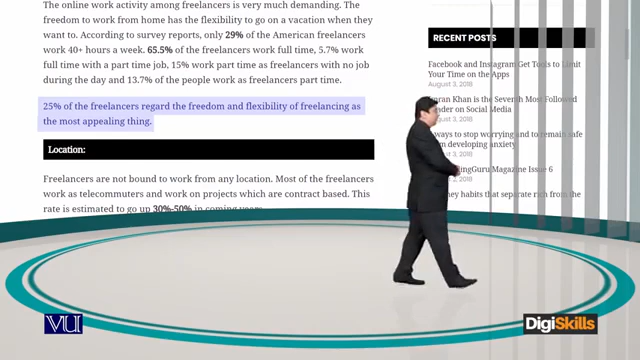 The online work activity among freelancers is very much demanding. The
freedom to work from home has the flexibility to go on a vacation when they
want to. According to survey reports, only 29% of the American freelancers
work 40+ hours a week. 65.5% of the freelancers work full time, 5.7% work
full time with a part time job, 15% work part time as freelancers with no job
during the day and 13.7% of the people work as freelancers part time.
25% of the freelancers regard the freedom and flexibility of freelancing as
the most appealing thing.
Location:
Freelancers are not bound to work from any location. Most of the freelancers
work as telecommuters and work on projects which are contract based. This
rate is estimated to go up 30%-50% in coming years
RECENT POSTS
Facebook and Instagram Get Tools to Limit
Your Time on the Apps
August 3, 2018
Khan is the Seventh Most Followed
on Social Media
3, 2018
ways to stop worrying and to remain safe
developing anxiety
2018
Guru Magazine Issue 6
2, 2018
habits that separate rich from the
VU
DigiSkills